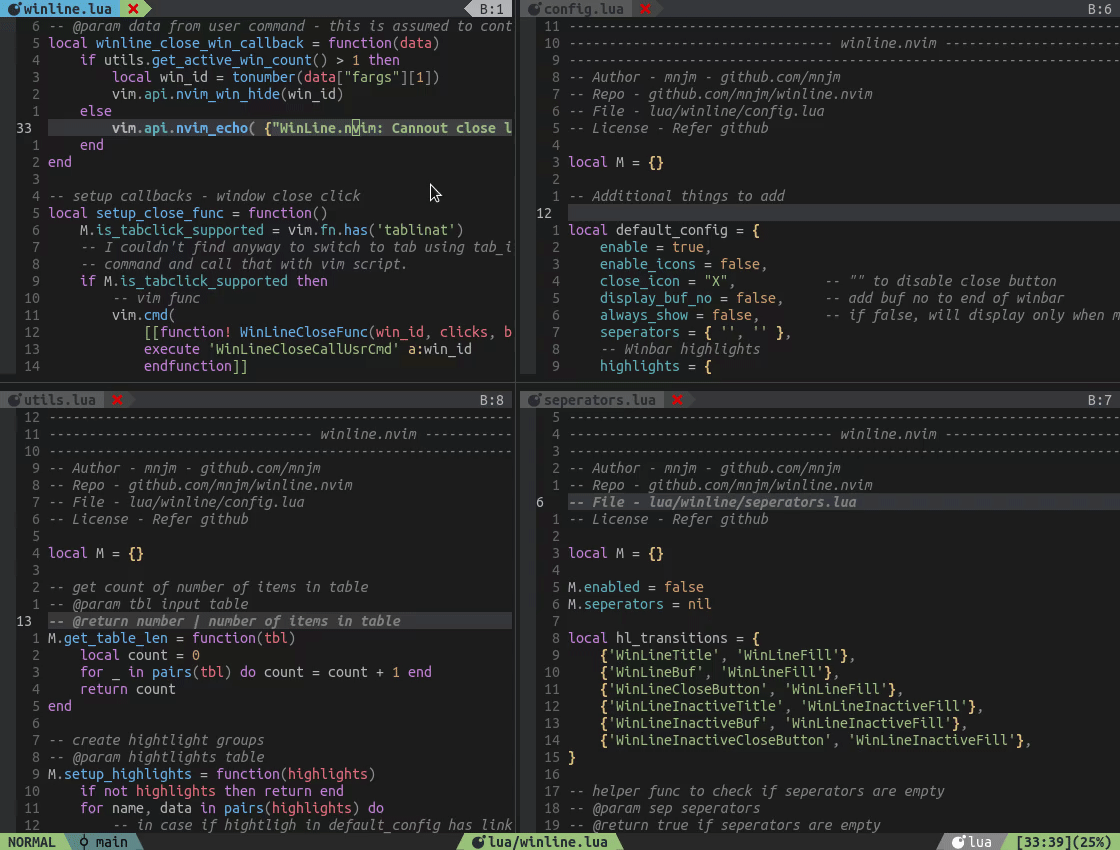 winline.lua ✕ B:1
6 -- @param data from user command - this is assumed to cont
5 local winline_close_win_callback = function(data)
4 if utils.get_active_win_count() > 1 then
3 local win_id = tonumber(data["fargs"][1])
2 vim.api.nvim_win_hide(win_id)
1 else
33 vim.api.nvim_echo( {"WinLine.nvim: Cannout close l
1 end
2 end
3
4 -- setup callbacks - window close click
5 local setup_close_func = function()
6 M.is_tabclick_supported = vim.fn.has('tablinat')
7 -- I couldn't find anyway to switch to tab using tab_i
8 -- command and call that with vim script.
9 if M.is_tabclick_supported then
10 -- vim func
11 vim.cmd(
12 [[function! WinLineCloseFunc(win_id, clicks, b
13 execute 'WinLineCloseCallUsrCmd' a:win_id
14 endfunction]]
config.lua ✕ B:6
11 ---------------------------------------------------------------------
10 --------------------------------- winline.nvim ----------------------
9 ---------------------------------------------------------------------
8 -- Author - mnjm - github.com/mnjm
7 -- Repo - github.com/mnjm/winline.nvim
6 -- File - lua/winline/config.lua
5 -- License - Refer github
4
3 local M = {}
2
1 -- Additional things to add
12
1 local default_config = {
2 enable = true,
3 enable_icons = false,
4 close_icon = "X", -- "" to disable close button
5 display_buf_no = false, -- add buf no to end of winbar
6 always_show = false, -- if false, will display only when m
7 seperators = { '', '' },
8 -- Winbar highlights
9 highlights = {
utils.lua ✕ B:8
12 ----------------------------------------------------------
11 --------------------------------- winline.nvim -----------
10 ----------------------------------------------------------
9 -- Author - mnjm - github.com/mnjm
8 -- Repo - github.com/mnjm/winline.nvim
7 -- File - lua/winline/config.lua
6 -- License - Refer github
5
4 local M = {}
3
2 -- get count of number of items in table
1 -- @param tbl input table
13 -- @return number | number of items in table
1 M.get_table_len = function(tbl)
2 local count = 0
3 for _ in pairs(tbl) do count = count + 1 end
4 return count
5 end
6
7 -- create hightlight groups
8 -- @param hightlights table
9 M.setup_highlights = function(highlights)
10 if not highlights then return end
11 for name, data in pairs(highlights) do
12 -- in case if hightligh in default_config has link
seperators.lua ✕ B:7
5 ---------------------------------------------------------------------
4 --------------------------------- winline.nvim ----------------------
3 ---------------------------------------------------------------------
2 -- Author - mnjm - github.com/mnjm
1 -- Repo - github.com/mnjm/winline.nvim
6 -- File - lua/winline/seperators.lua
1 -- License - Refer github
2
3 local M = {}
4
5 M.enabled = false
6 M.seperators = nil
7
8 local hl_transitions = {
9 {'WinLineTitle', 'WinLineFill'},
10 {'WinLineBuf', 'WinLineFill'},
11 {'WinLineCloseButton', 'WinLineFill'},
12 {'WinLineInactiveTitle', 'WinLineInactiveFill'},
13 {'WinLineInactiveBuf', 'WinLineInactiveFill'},
14 {'WinLineInactiveCloseButton', 'WinLineInactiveFill'},
15 }
16
17 -- helper func to check if seperators are empty
18 -- @param sep seperators
19 -- @return true if seperators are empty
NORMAL main lua/winline.lua lua [33:39](25%)